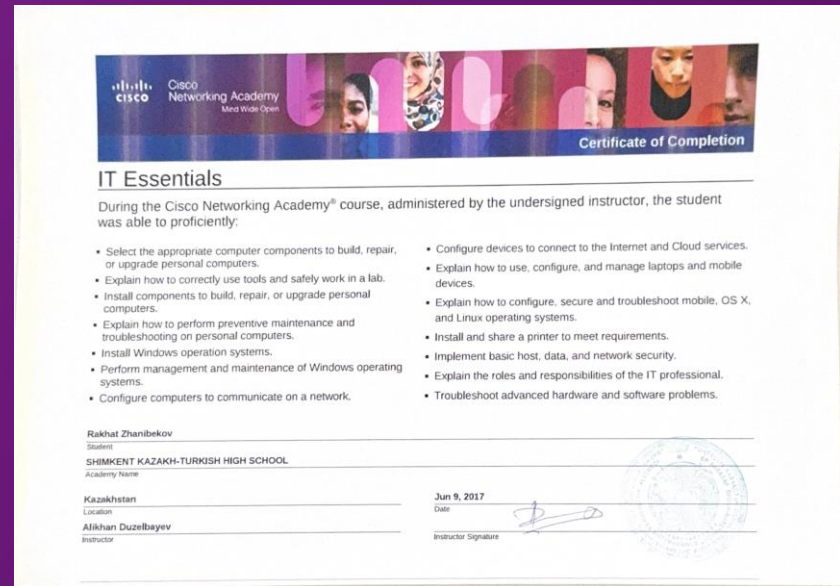 CISCO
Cisco
Networking Academy
Mind Wide Open
Certificate of Completion
IT Essentials
During the Cisco Networking Academy® course, administered by the undersigned instructor, the student
was able to proficiently:
• Select the appropriate computer components to build, repair,
or upgrade personal computers.
• Explain how to correctly use tools and safely work in a lab.
• Install components to build, repair, or upgrade personal
computers.
• Explain how to perform preventive maintenance and
troubleshooting on personal computers.
• Install Windows operation systems.
• Perform management and maintenance of Windows operating
systems.
• Configure computers to communicate on a network.
• Configure devices to connect to the Internet and Cloud services.
• Explain how to use, configure, and manage laptops and mobile
devices.
• Explain how to configure, secure and troubleshoot mobile, OS X,
and Linux operating systems.
• Install and share a printer to meet requirements.
• Implement basic host, data, and network security.
• Explain the roles and responsibilities of the IT professional.
• Troubleshoot advanced hardware and software problems.
Rakhat Zhanibekov
Student
SHIMKENT KAZAKH-TURKISH HIGH SCHOOL
Academy Name
Kazakhstan
Location
Jun 9, 2017
Date
Alikhan Duzelbayev
Instructor
Instructor Signature